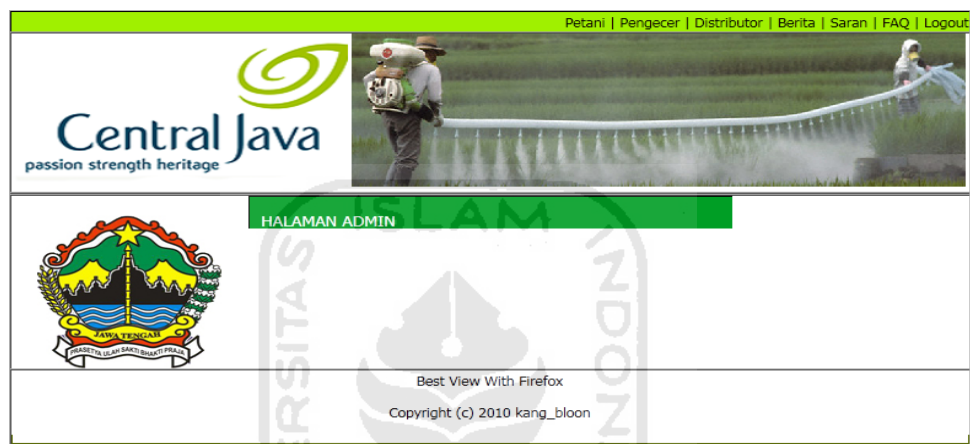 Petani | Pengecer | Distributor | Berita | Saran | FAQ | Logout
Central Java
passion strength heritage
HALAMAN ADMIN
ISLAM
JAWA TENGAH
PRASETYA ULAH SAKTI BHAKTI PRAJA
Best View With Firefox
Copyright (c) 2010 kang_bloon